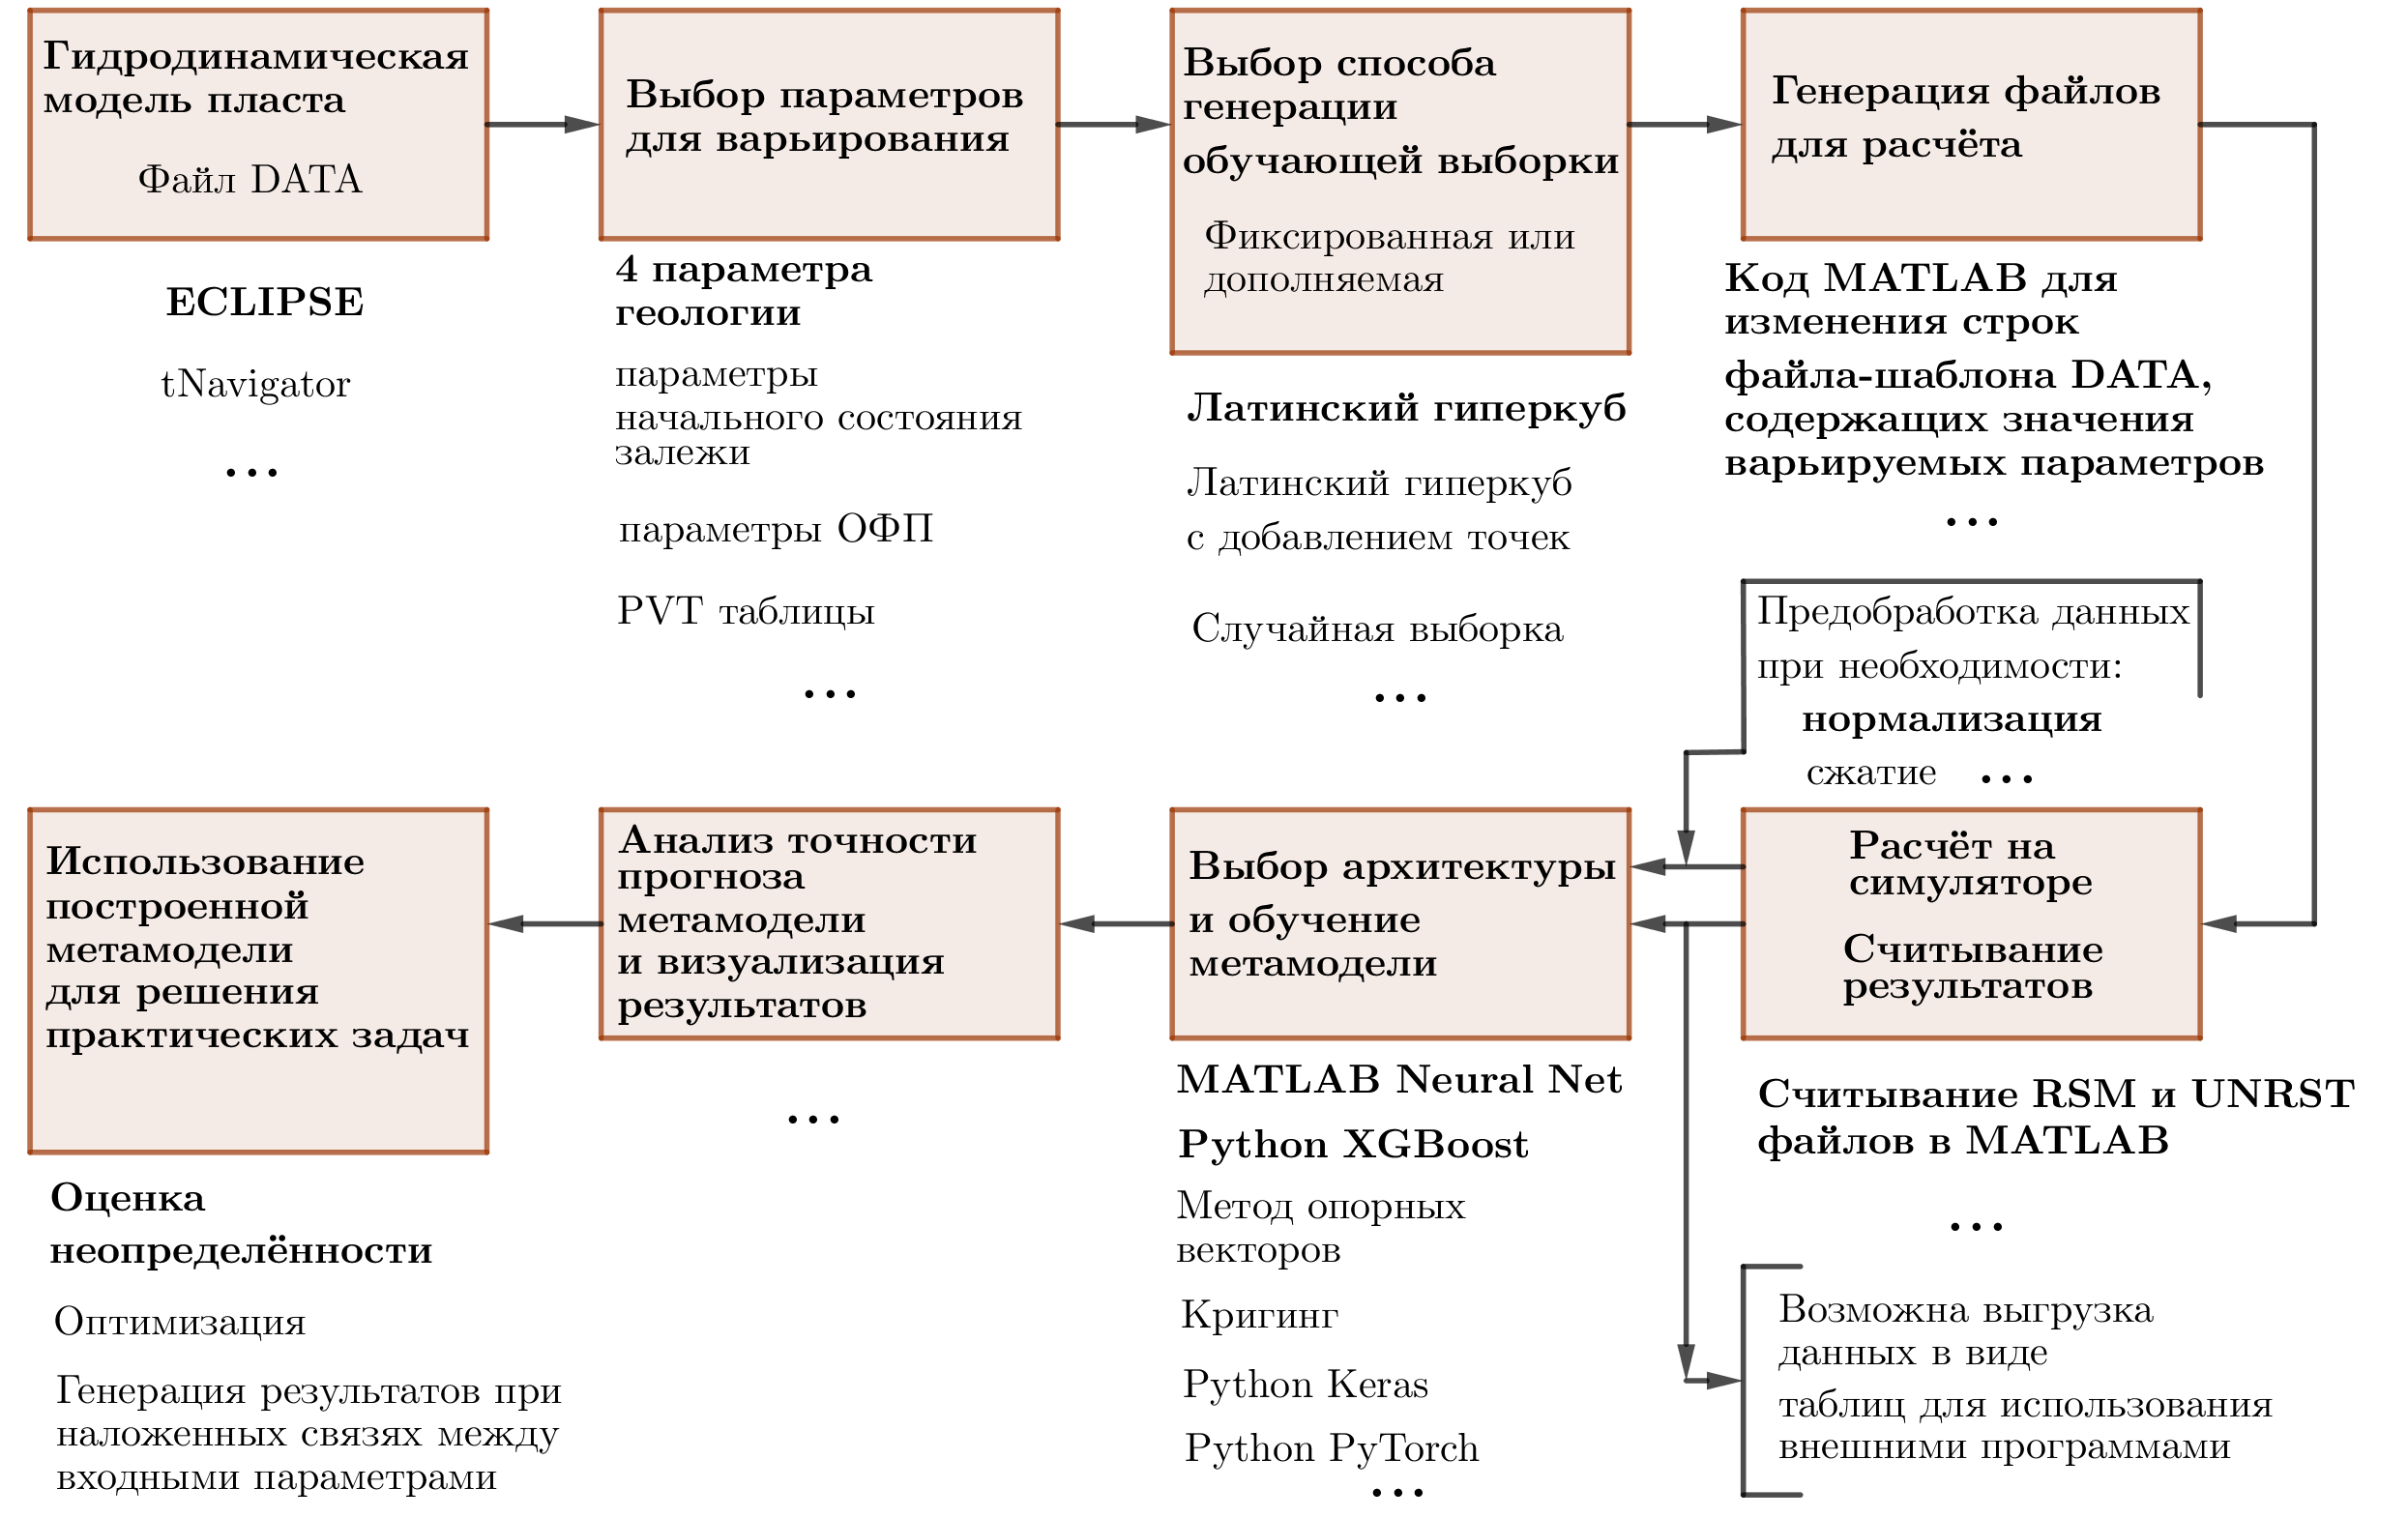 Гидродинамическая
модель пласта
Файл DATA
ECLIPSE
tNavigator
...
Выбор параметров
для варьирования
4 параметра
геологии
параметры
начального состояния
залежи
параметры ОФП
PVT таблицы
...
Выбор способа
генерации
обучающей выборки
Фиксированная или
дополняемая
Латинский гиперкуб
Латинский гиперкуб
с добавлением точек
Случайная выборка
...
Генерация файлов
для расчёта
Код MATLAB для
изменения строк
файла-шаблона DATA,
содержащих значения
варьируемых параметров
...
Предобработка данных
при необходимости:
нормализация
сжатие ...
Расчёт на
симуляторе
Считывание
результатов
Считывание RSM и UNRST
файлов в MATLAB
...
Возможна выгрузка
данных в виде
таблиц для использования
внешними программами
Выбор архитектуры
и обучение
метамодели
MATLAB Neural Net
Python XGBoost
Метод опорных
векторов
Кригинг
Python Keras
Python PyTorch
...
Анализ точности
прогноза
метамодели
и визуализация
результатов
...
Использование
построенной
метамодели
для решения
практических задач
Оценка
неопределённости
Оптимизация
Генерация результатов при
наложенных связях между
входными параметрами